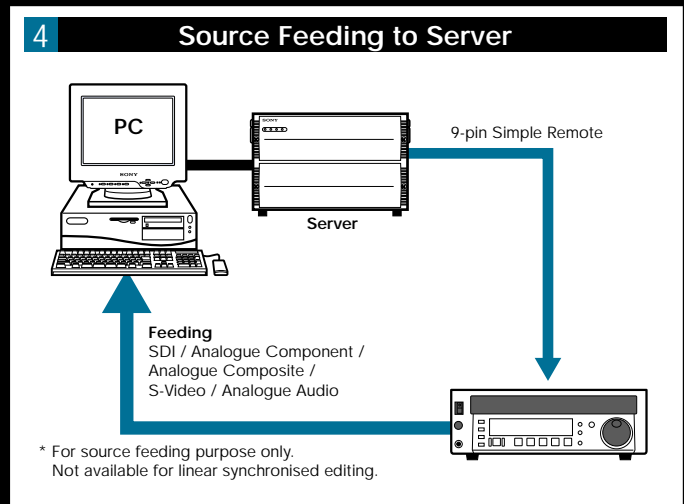 4
Source Feeding to Server
PC
SONY
SONY
9-pin Simple Remote
Server
Feeding
SDI / Analogue Component /
Analogue Composite /
S-Video / Analogue Audio
* For source feeding purpose only.
Not available for linear synchronised editing.